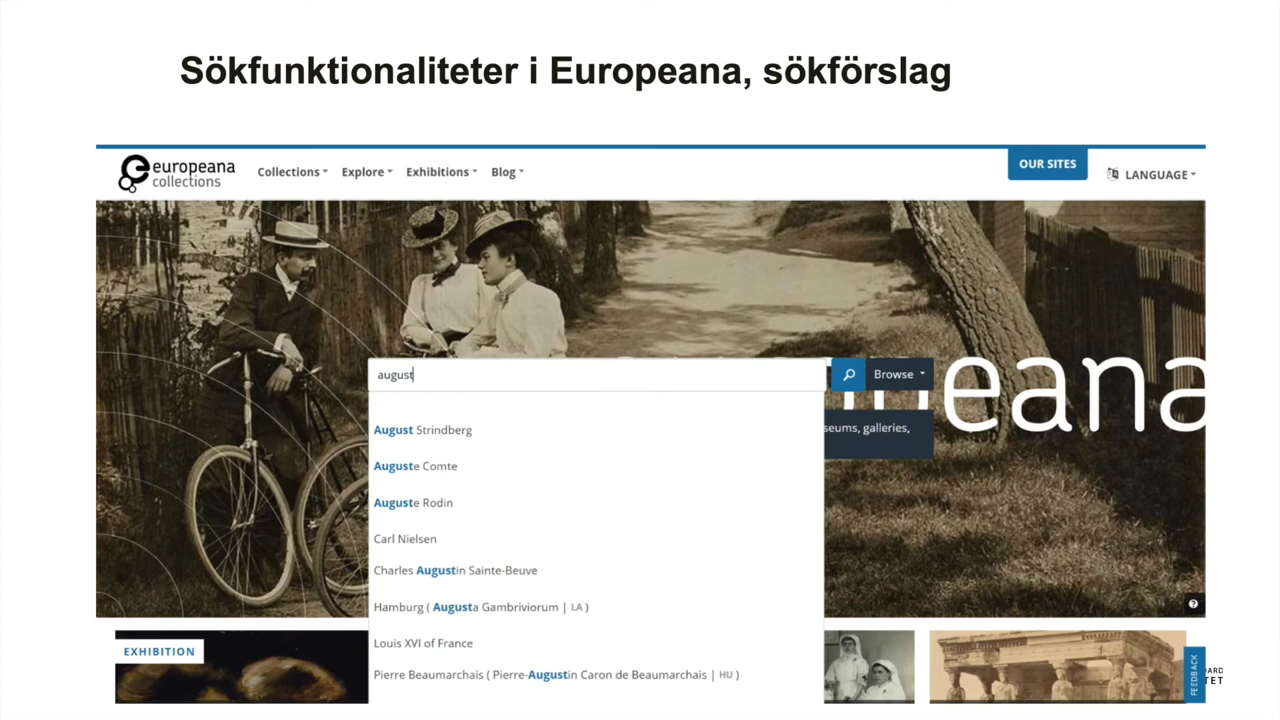 Sökfunktionaliteter i Europeana, sökförslag
europeana
collections
Collections
Explore
Exhibitions
Blog
OUR SITES
LANGUAGE
august
Browse
eana
seums, galleries,
August Strindberg
Auguste Comte
Auguste Rodin
Carl Nielsen
Charles Augustin Sainte-Beuve
Hamburg ( Augusta Gambriviorum | LA )
Louis XVI of France
Pierre Beaumarchais ( Pierre-Augustin Caron de Beaumarchais | HU )
?
EXHIBITION
FEEDBACK
ARD
TET